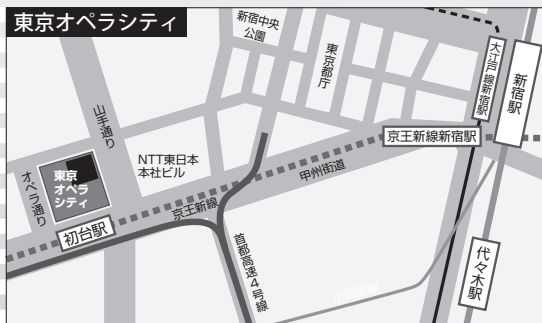 東京オペラシティ
新宿中央
公園
東京都庁
大江戸線新宿駅
新宿駅
山手通り
京王新線新宿駅
NTT東日本
本社ビル
甲州街道
東京
オペラ
シティ
オペラ通り
京王新線
初台駅
首都高速4号線
小田急線
代々木駅